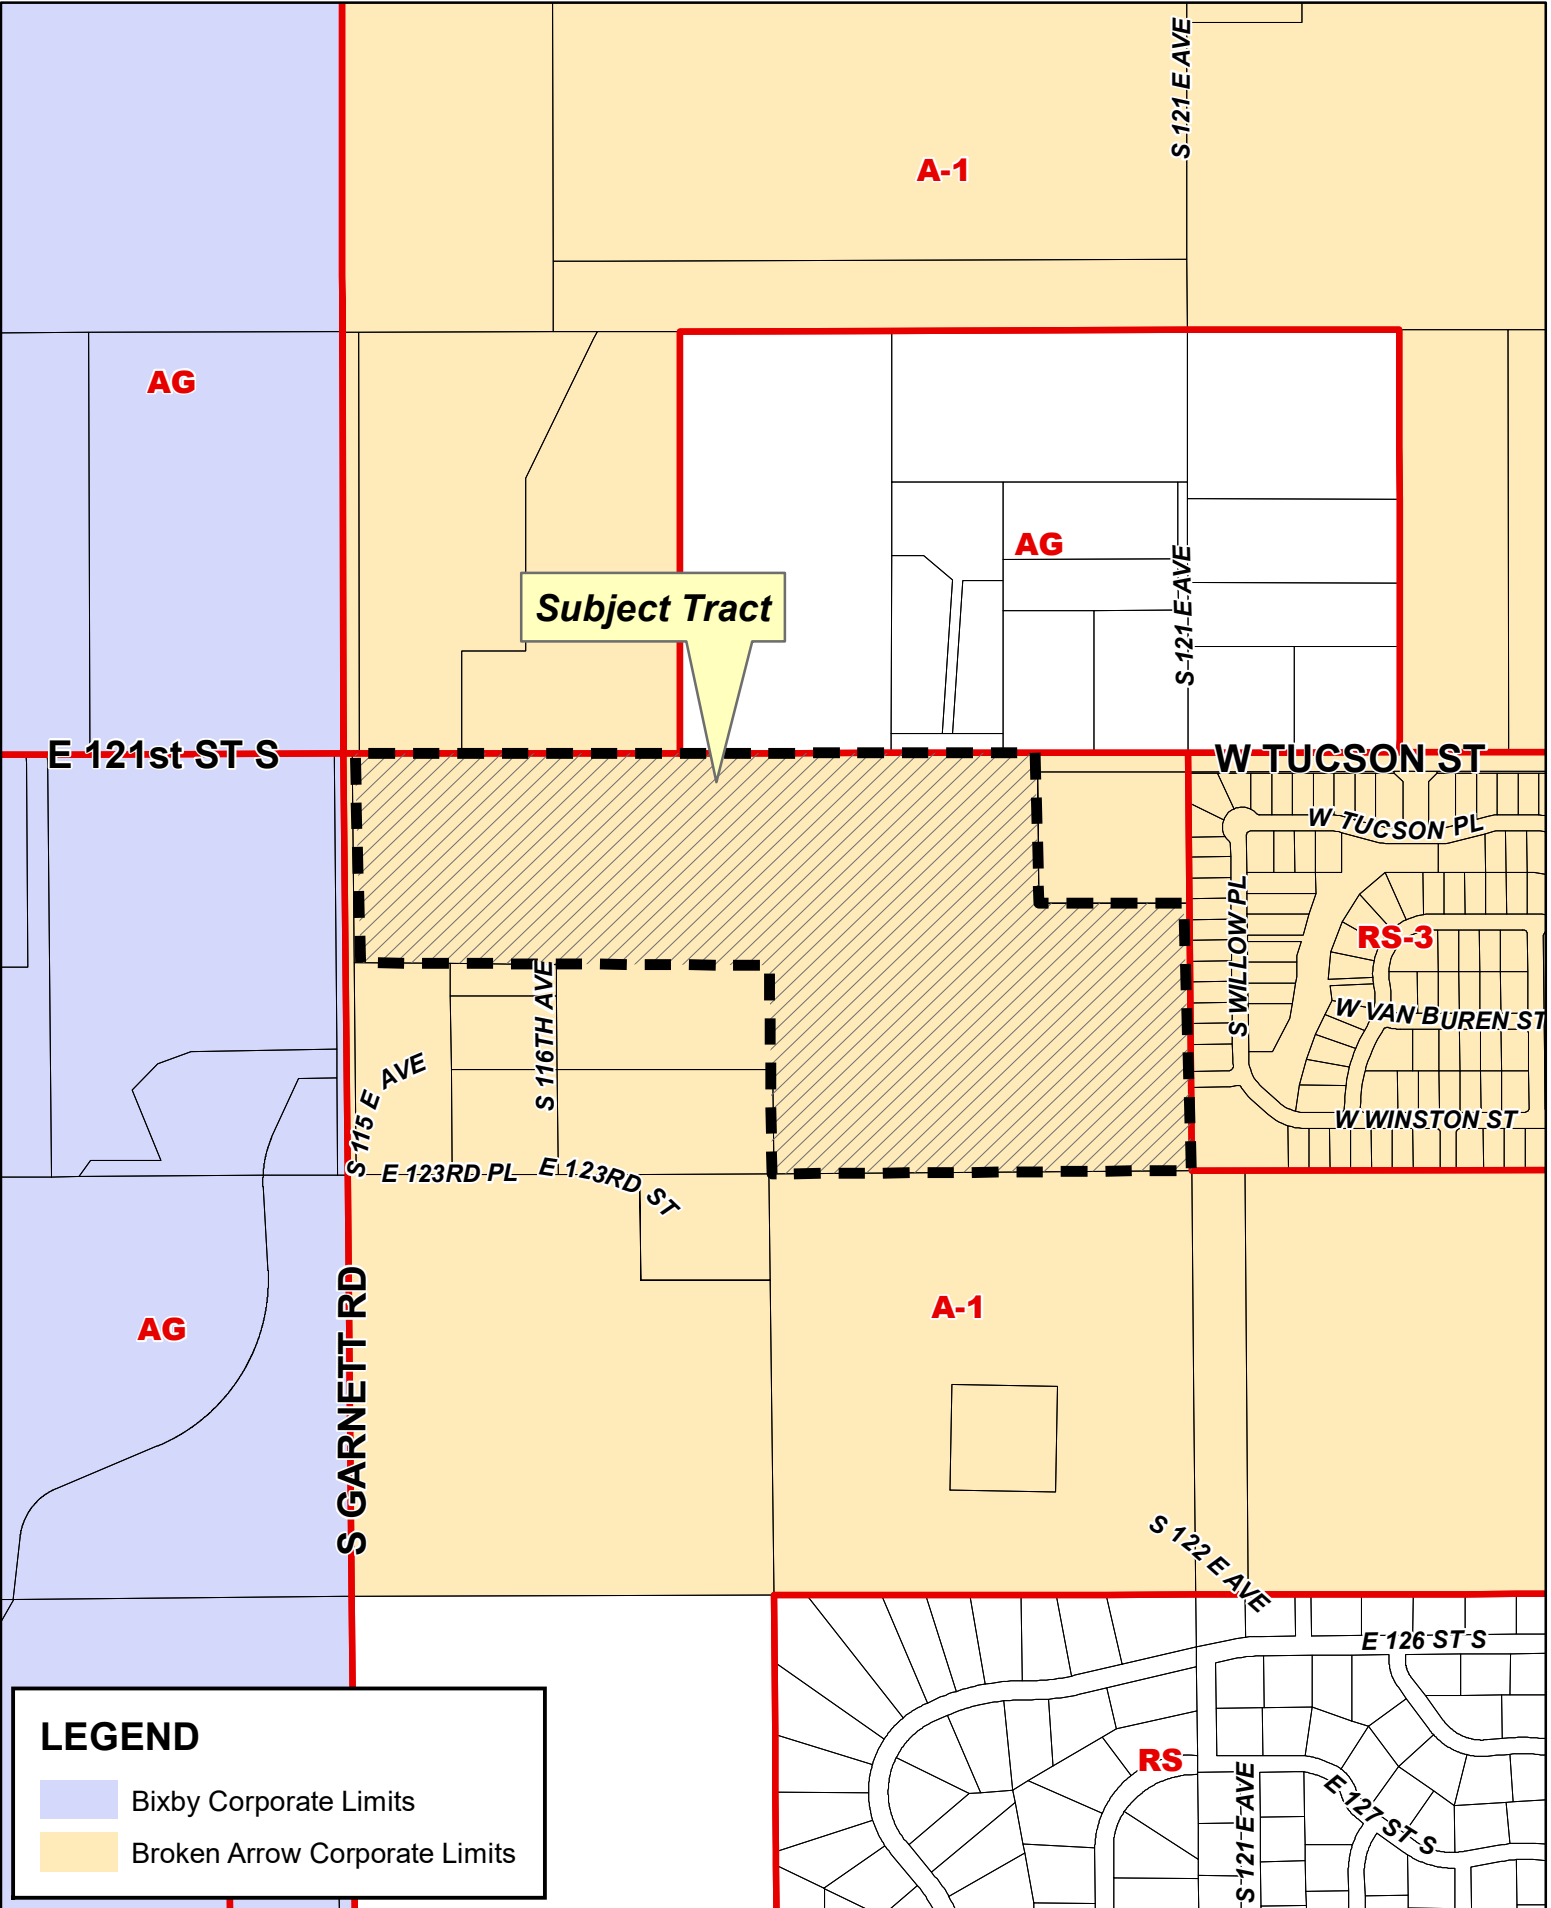 S 121 E AVE
A-1
AG
AG
S 121 E AVE
Subject Tract
E 121st ST S
W TUCSON ST
W TUCSON PL
S WILLOW PL
RS-3
W VAN BUREN ST
W WINSTON ST
S 116TH AVE
S 115 E AVE
E 123RD PL
E 123RD ST
A-1
AG
S GARNETT RD
S 122 E AVE
E 126 ST S
RS
S 121 E AVE
E 127 ST S
LEGEND
Bixby Corporate Limits
Broken Arrow Corporate Limits